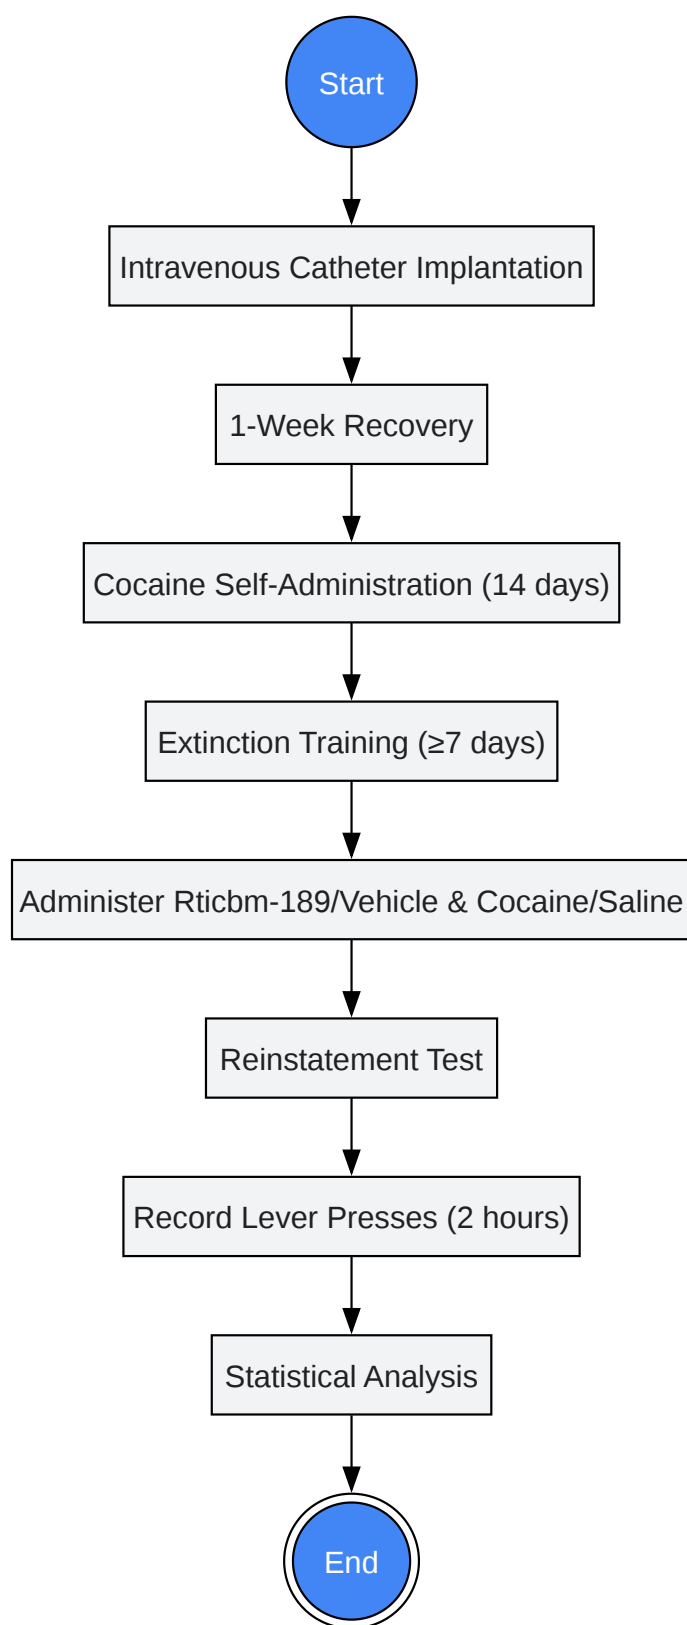 Start
Intravenous Catheter Implantation
1-Week Recovery
Cocaine Self-Administration (14 days)
Extinction Training (≥7 days)
Administer Rticbm-189/Vehicle & Cocaine/Saline
Reinstatement Test
Record Lever Presses (2 hours)
Statistical Analysis
End